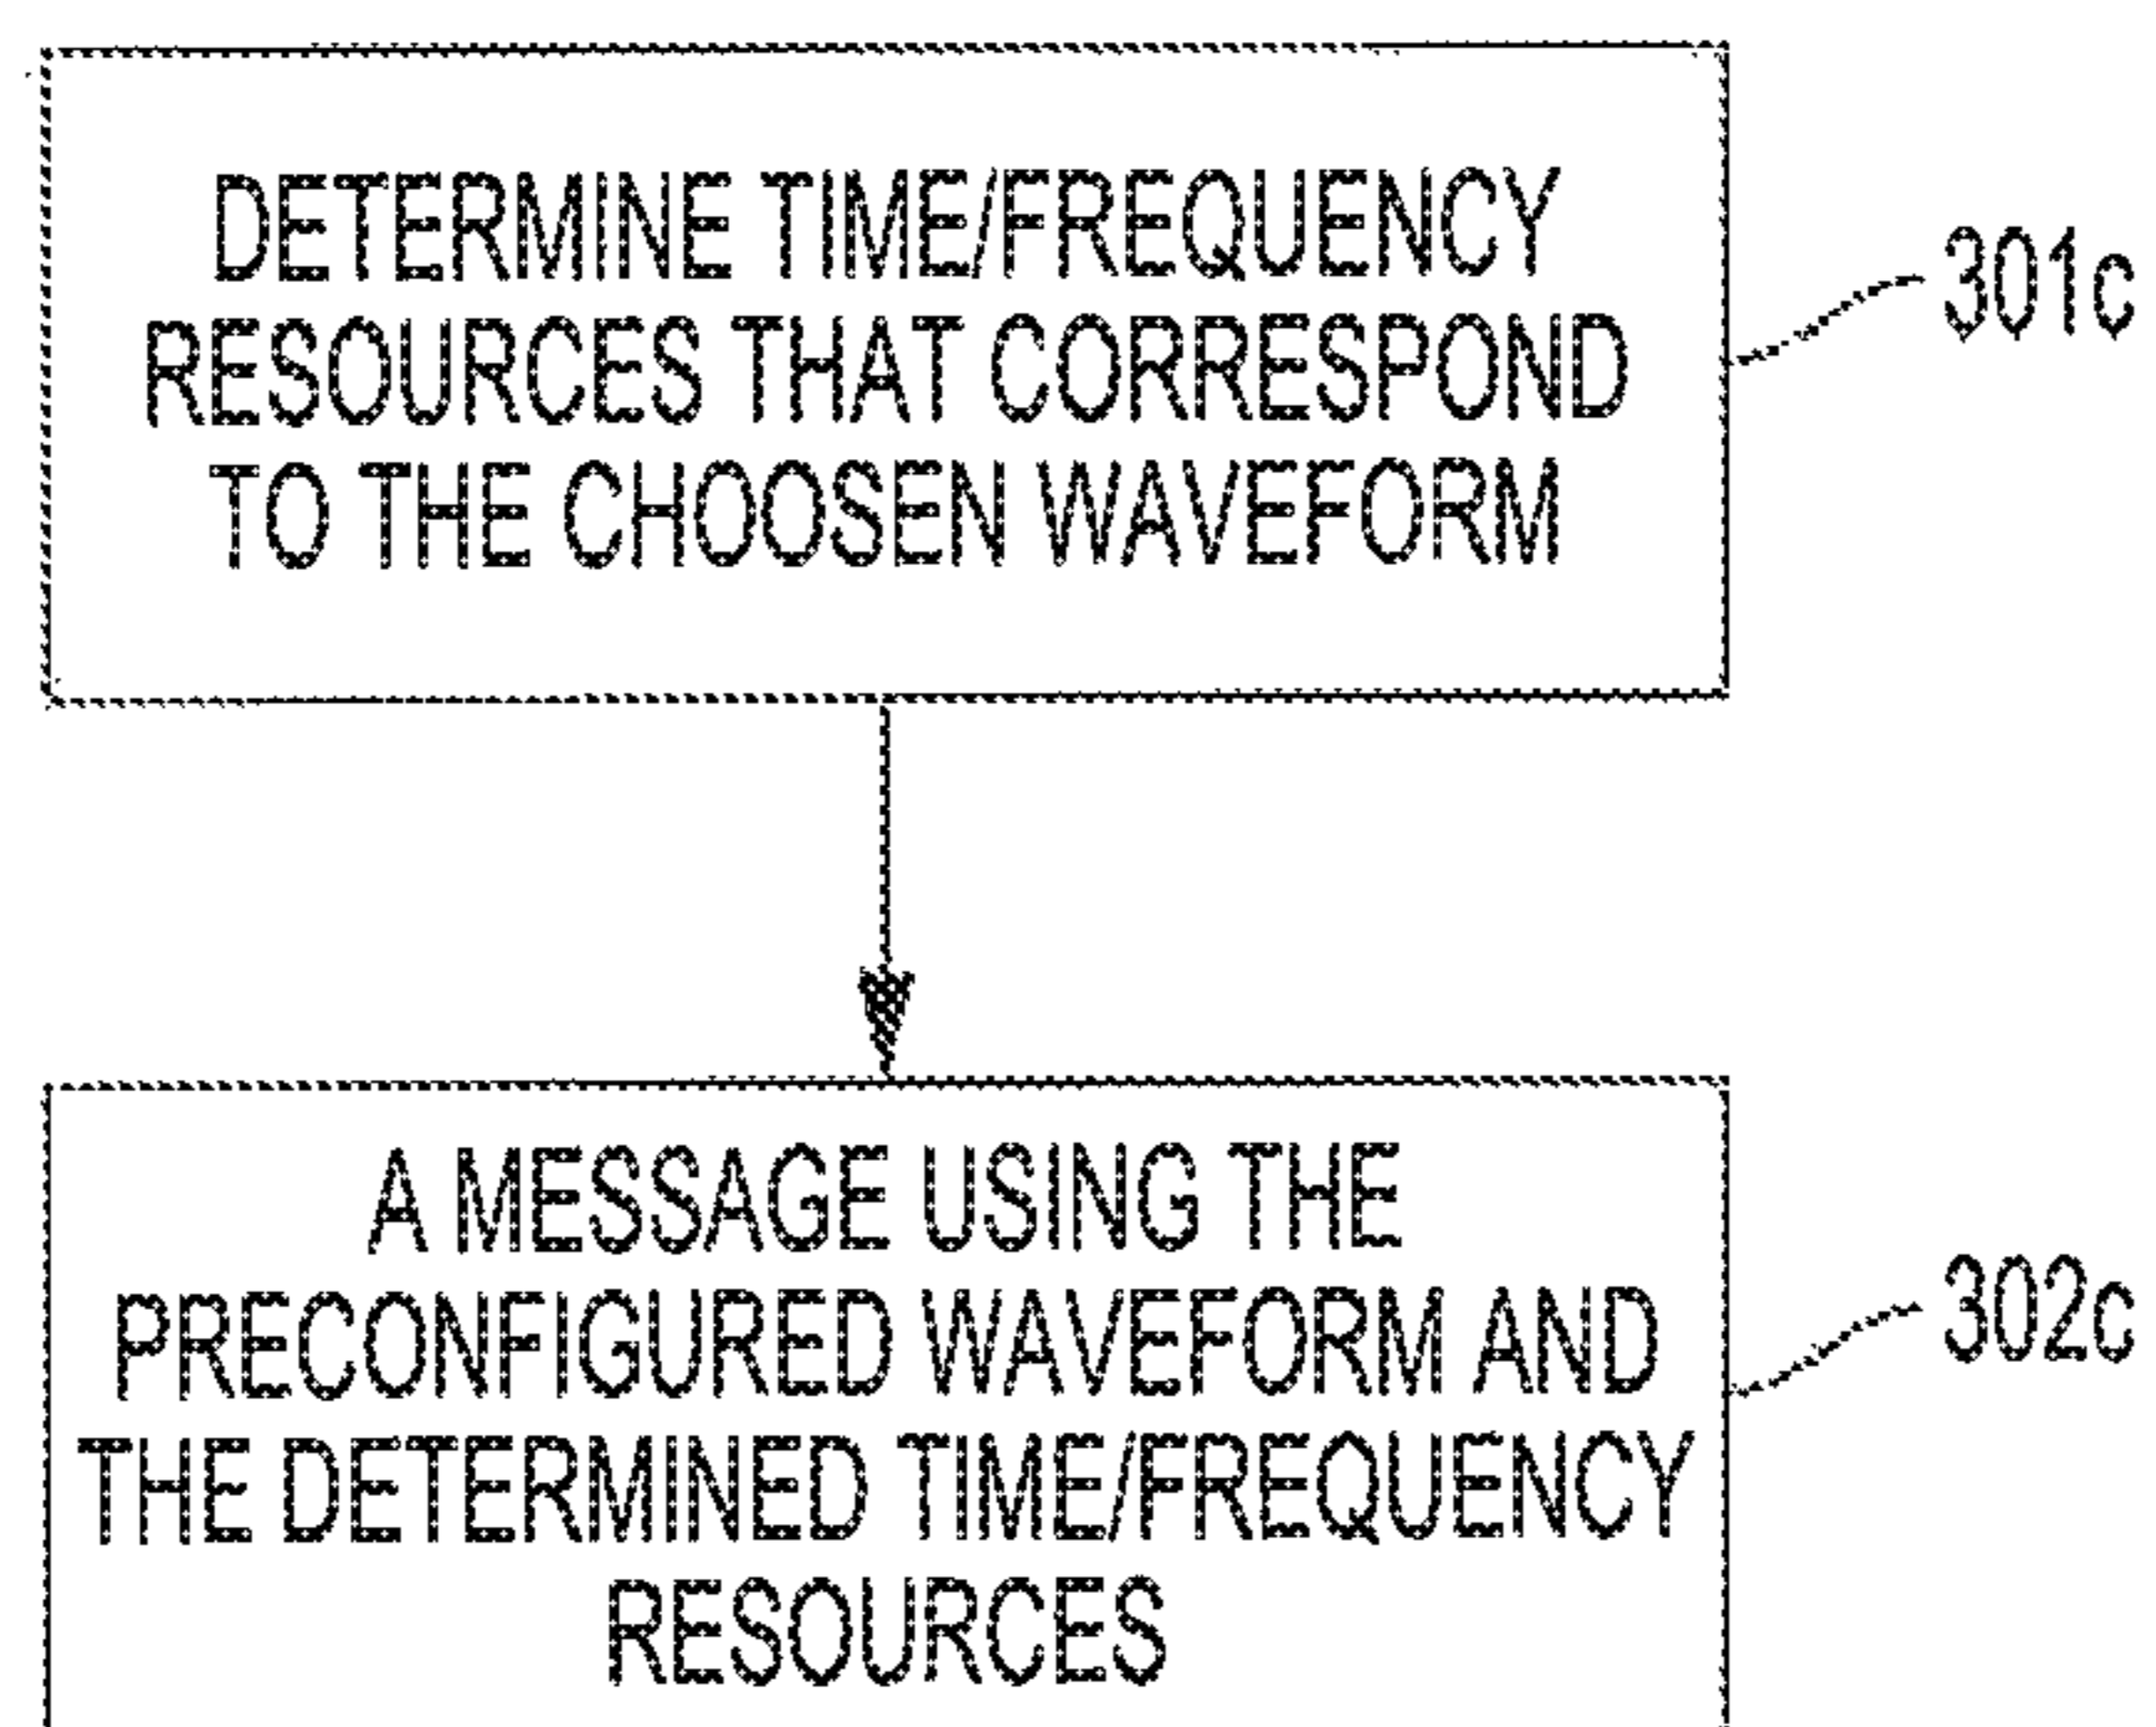 DETERMINE TIME/FREQUENCY
RESOURCES THAT CORRESPOND
TO THE CHOOSEN WAVEFORM
301c
A MESSAGE USING THE
PRECONFIGURED WAVEFORM AND
THE DETERMINED TIME/FREQUENCY
RESOURCES
302c